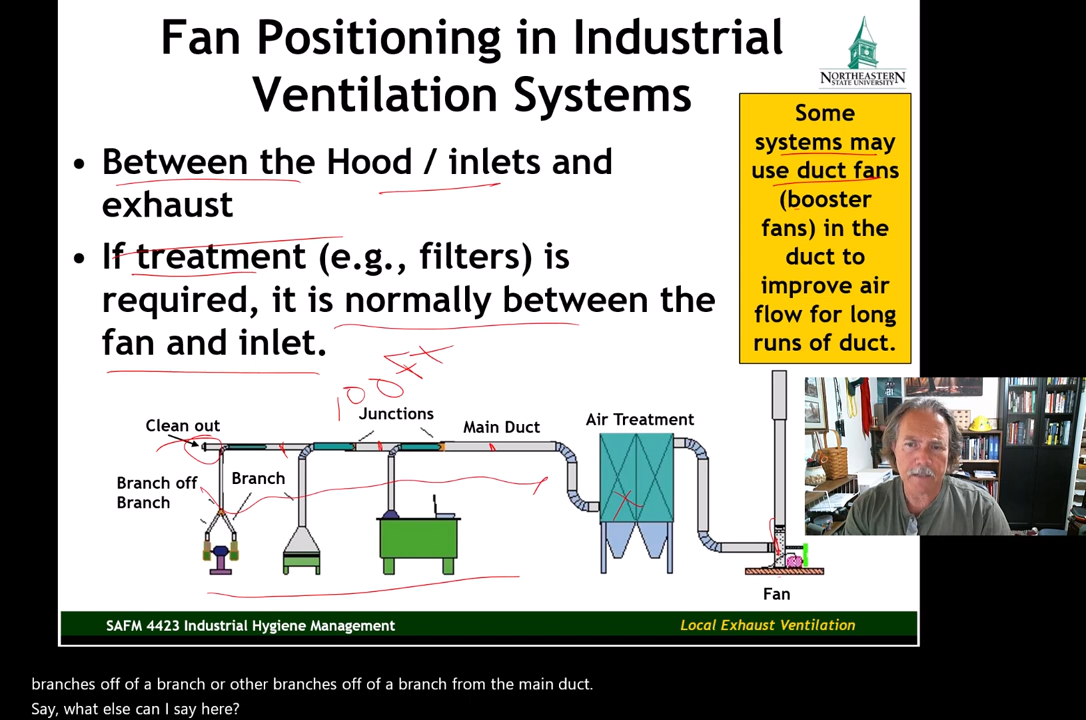 Fan Positioning in Industrial
Ventilation Systems
NORTHEASTERN
STATE UNIVERSITY
• Between the Hood / inlets and
exhaust
• If treatment (e.g., filters) is
required, it is normally between the
fan and inlet.
Some
systems may
use duct fans
(booster
fans) in the
duct to
improve air
flow for long
runs of duct.
Clean out
Junctions
Main Duct
Air Treatment
Branch off
Branch
Branch
Fan
SAFM 4423 Industrial Hygiene Management
Local Exhaust Ventilation
branches off of a branch or other branches off of a branch from the main duct.
Say, what else can I say here?